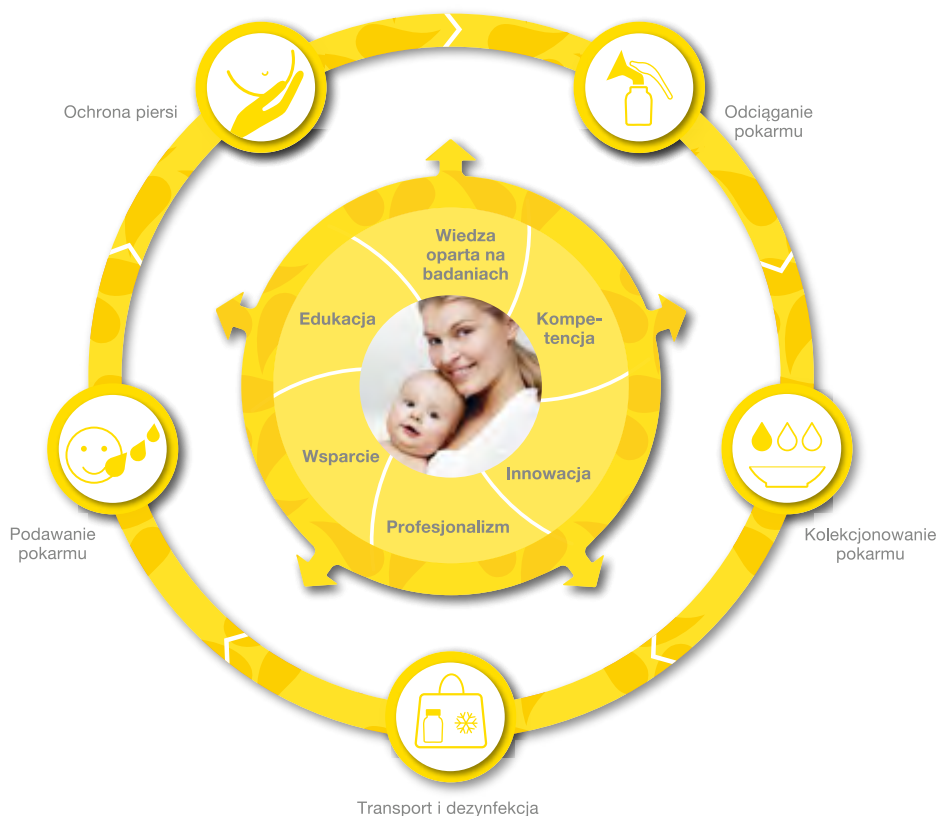 Ochrona piersi
Odciąganie
pokarmu
Wiedza
oparta na
badaniach
Edukacja
Kompe-
tencja
Wsparcie
Innowacja
Profesjonalizm
Podawanie
pokarmu
Kolekcjonowanie
pokarmu
Transport i dezynfekcja